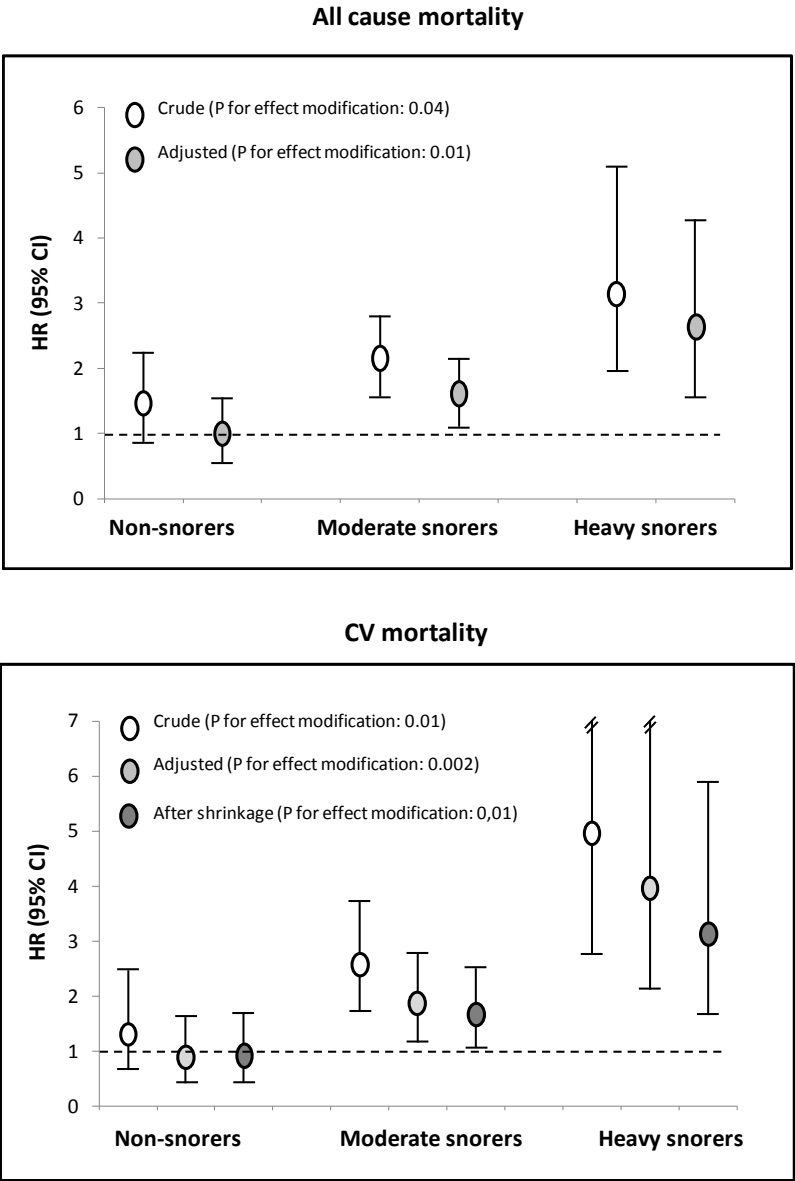 All cause mortality
6
Crude (P for effect modification: 0.04)
Adjusted (P for effect modification: 0.01)
5
4
HR (95% CI)
3
2
1
0
Non-snorers Moderate snorers Heavy snorers
CV mortality
7
Crude (P for effect modification: 0.01)
Adjusted (P for effect modification: 0.002)
6
After shrinkage (P for effect modification: 0,01)
5
4
HR (95% CI)
3
2
1
0
Non-snorers Moderate snorers Heavy snorers